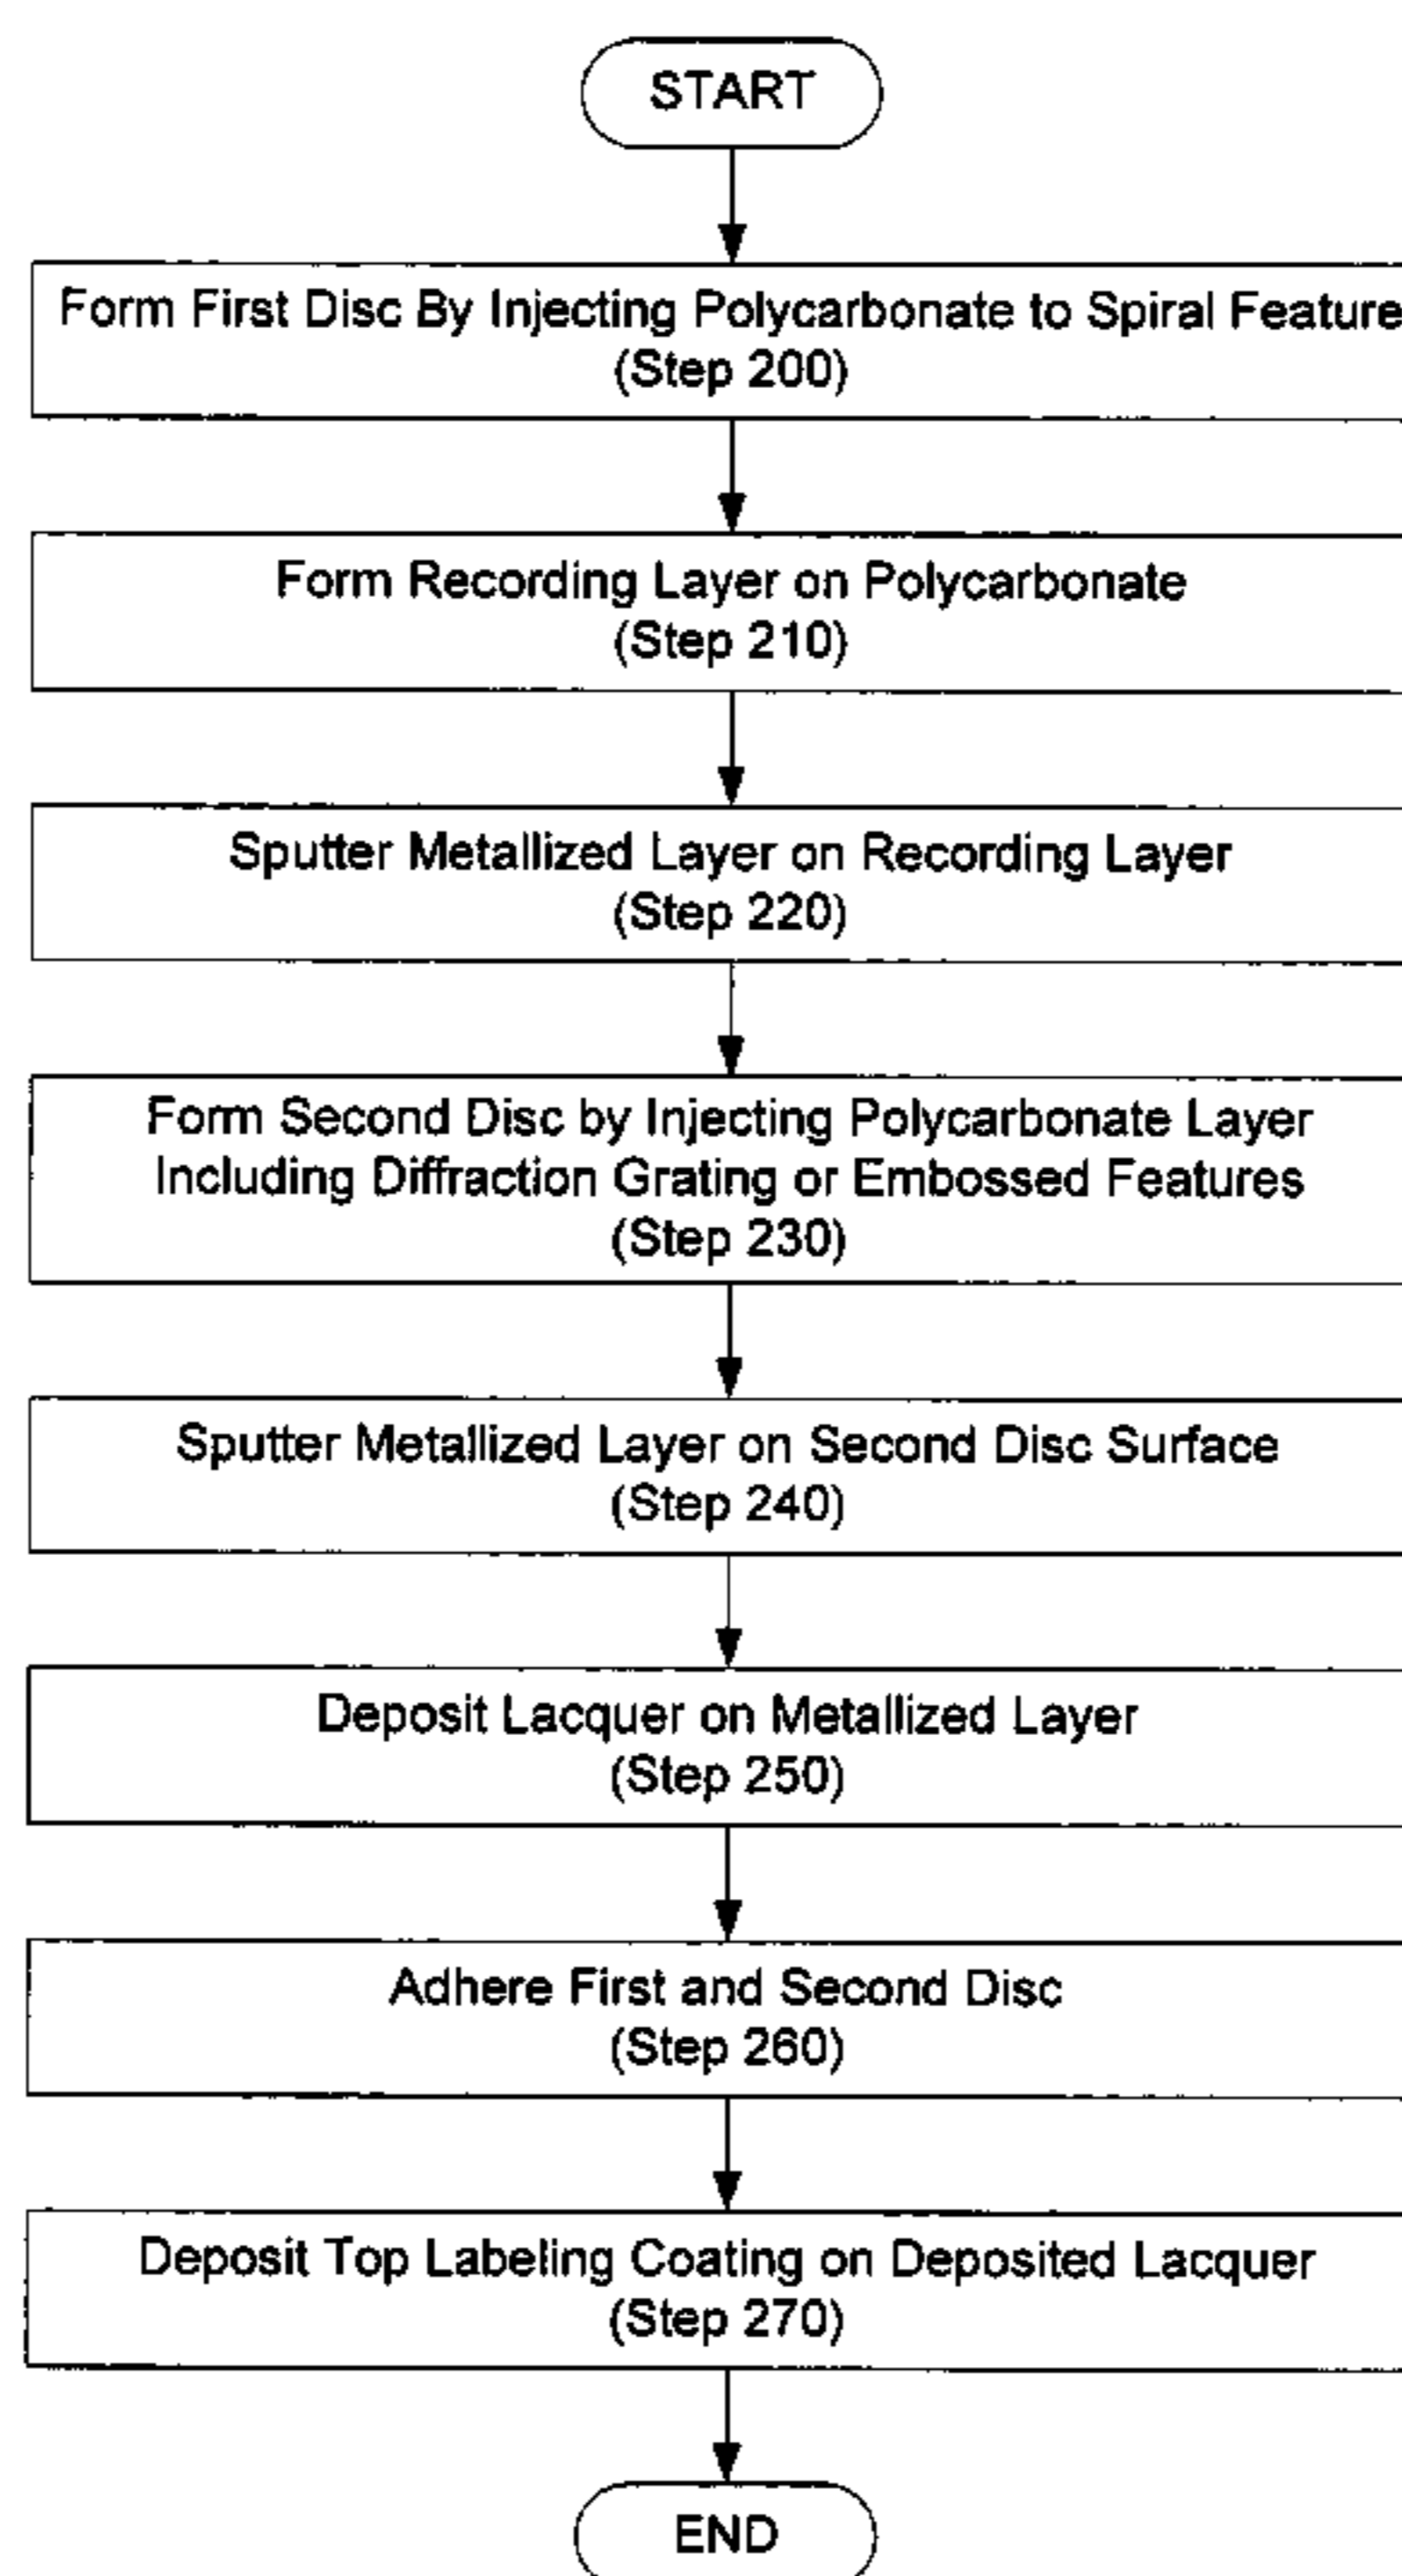 START
Form First Disc By Injecting Polycarbonate to Spiral Feature
(Step 200)
Form Recording Layer on Polycarbonate
(Step 210)
Sputter Metallized Layer on Recording Layer
(Step 220)
Form Second Disc by Injecting Polycarbonate Layer
Including Diffraction Grating or Embossed Features
(Step 230)
Sputter Metallized Layer on Second Disc Surface
(Step 240)
Deposit Lacquer on Metallized Layer
(Step 250)
Adhere First and Second Disc
(Step 260)
Deposit Top Labeling Coating on Deposited Lacquer
(Step 270)
END